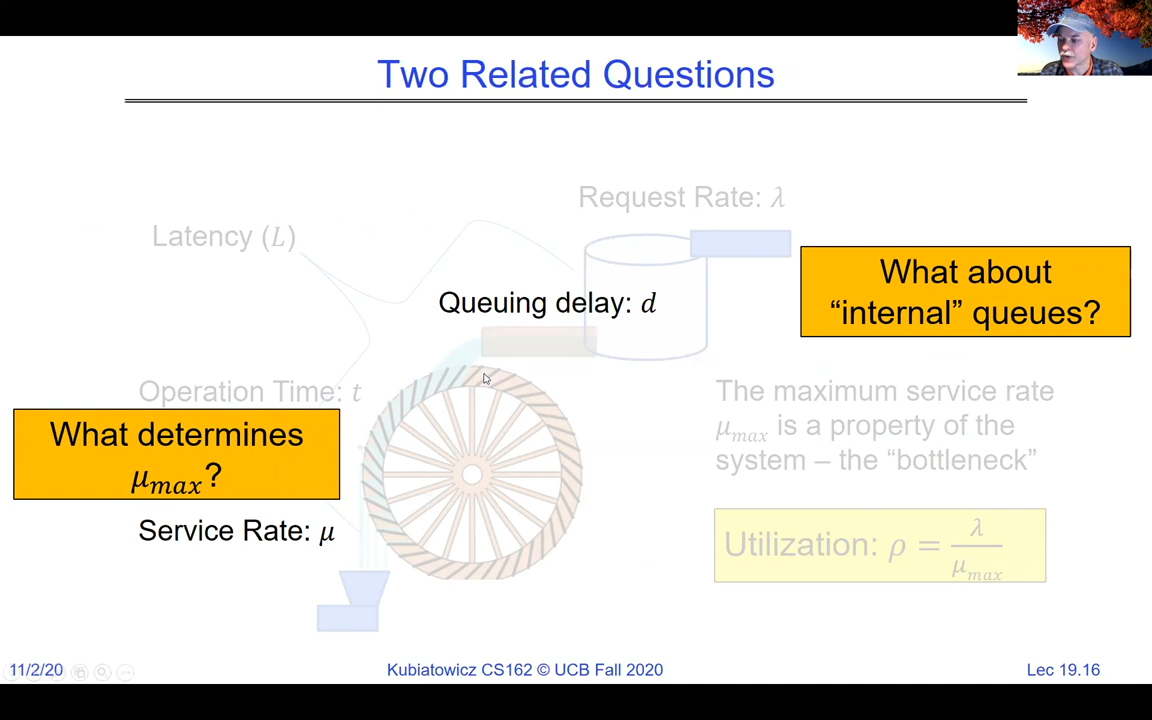 Two Related Questions
Request Rate: λ
Latency (L)
What about
“internal” queues?
Queuing delay: d
Operation Time: t
The maximum service rate
μmax is a property of the
system – the “bottleneck”
What determines
μmax?
Service Rate: μ
Utilization: ρ = λ / μmax
11/2/20
Kubiatowicz CS162 © UCB Fall 2020
Lec 19.16